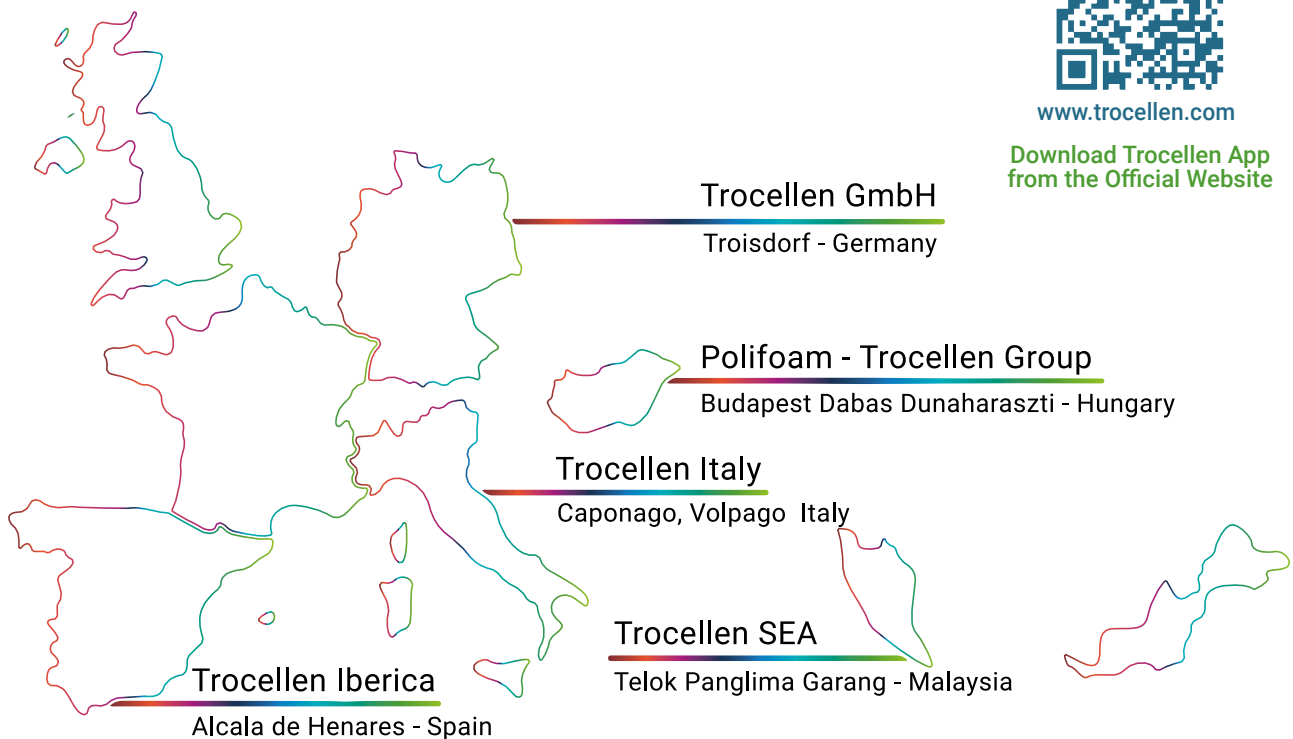 www.trocellen.com
Download Trocellen App
from the Official Website
Trocellen GmbH
Troisdorf - Germany
Polifoam - Trocellen Group
Budapest Dabas Dunaharaszti - Hungary
Trocellen Italy
Caponago, Volpago Italy
Trocellen SEA
Telok Panglima Garang - Malaysia
Trocellen Iberica
Alcala de Henares - Spain